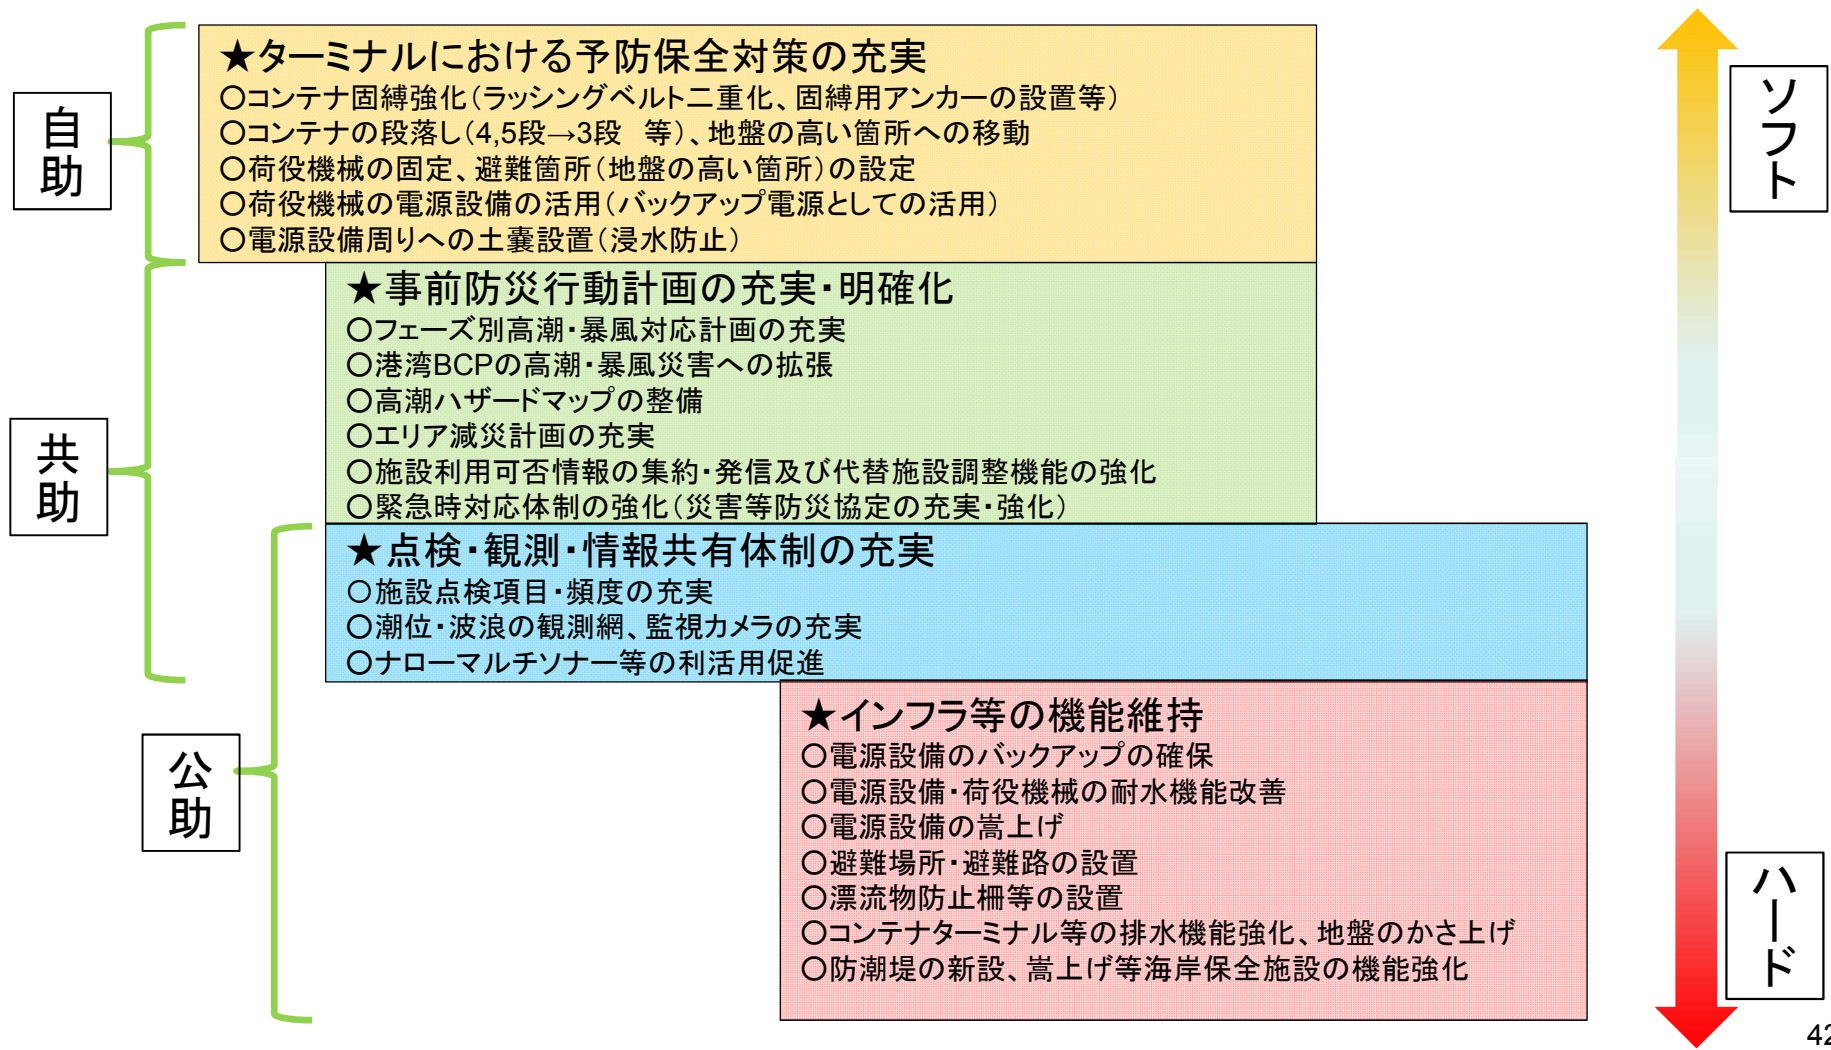 自助
★ターミナルにおける予防保全対策の充実
○コンテナ固縛強化(ラッシングベルト二重化、固縛用アンカーの設置等)
○コンテナの段落し(4,5段→3段　等)、地盤の高い箇所への移動
○荷役機械の固定、避難箇所(地盤の高い箇所)の設定
○荷役機械の電源設備の活用(バックアップ電源としての活用)
○電源設備周りへの土嚢設置(浸水防止)
共助
★事前防災行動計画の充実・明確化
○フェーズ別高潮・暴風対応計画の充実
○港湾BCPの高潮・暴風災害への拡張
○高潮ハザードマップの整備
○エリア減災計画の充実
○施設利用可否情報の集約・発信及び代替施設調整機能の強化
○緊急時対応体制の強化(災害等防災協定の充実・強化)
★点検・観測・情報共有体制の充実
○施設点検項目・頻度の充実
○潮位・波浪の観測網、監視カメラの充実
○ナローマルチソナー等の利活用促進
公助
★インフラ等の機能維持
○電源設備のバックアップの確保
○電源設備・荷役機械の耐水機能改善
○電源設備の嵩上げ
○避難場所・避難路の設置
○漂流物防止柵等の設置
○コンテナターミナル等の排水機能強化、地盤のかさ上げ
○防潮堤の新設、嵩上げ等海岸保全施設の機能強化
ソフト
ハード
42